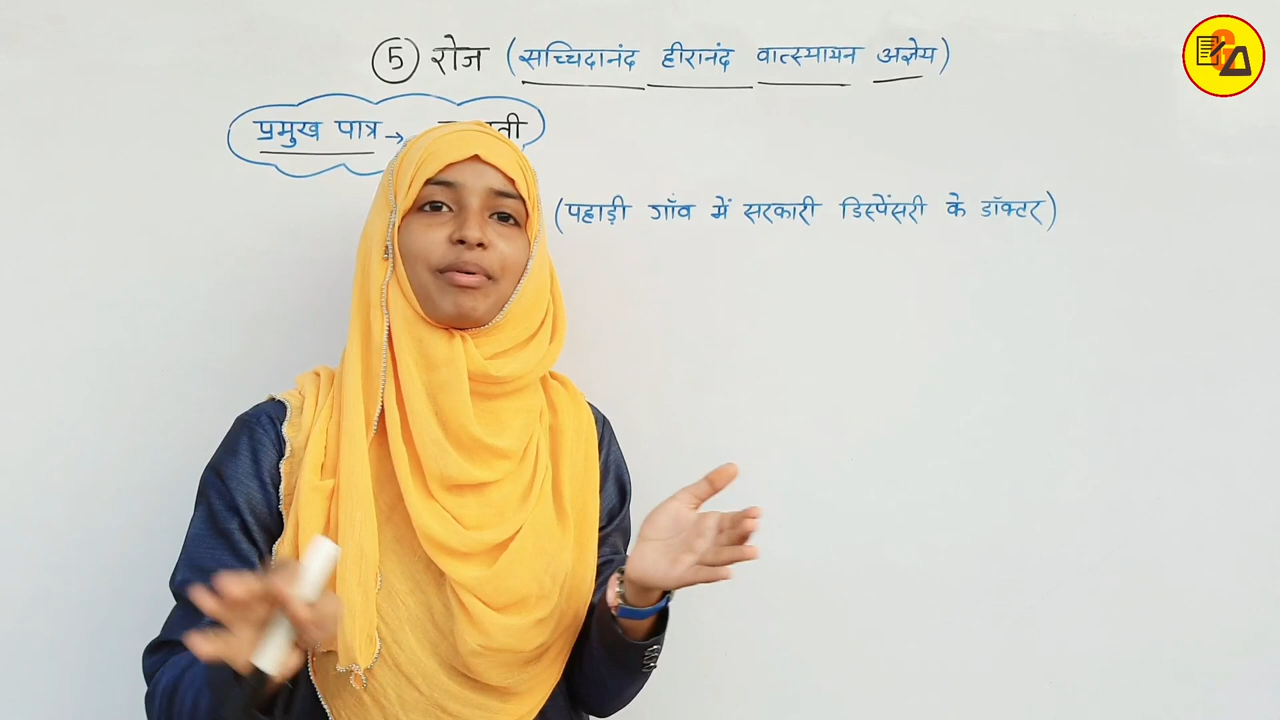 5 रोज (सच्चिदानंद हीरानंद वात्स्यायन अज्ञेय)
प्रमुख पात्र →
(पहाड़ी गाँव में सरकारी डिस्पेंसरी के डॉक्टर)